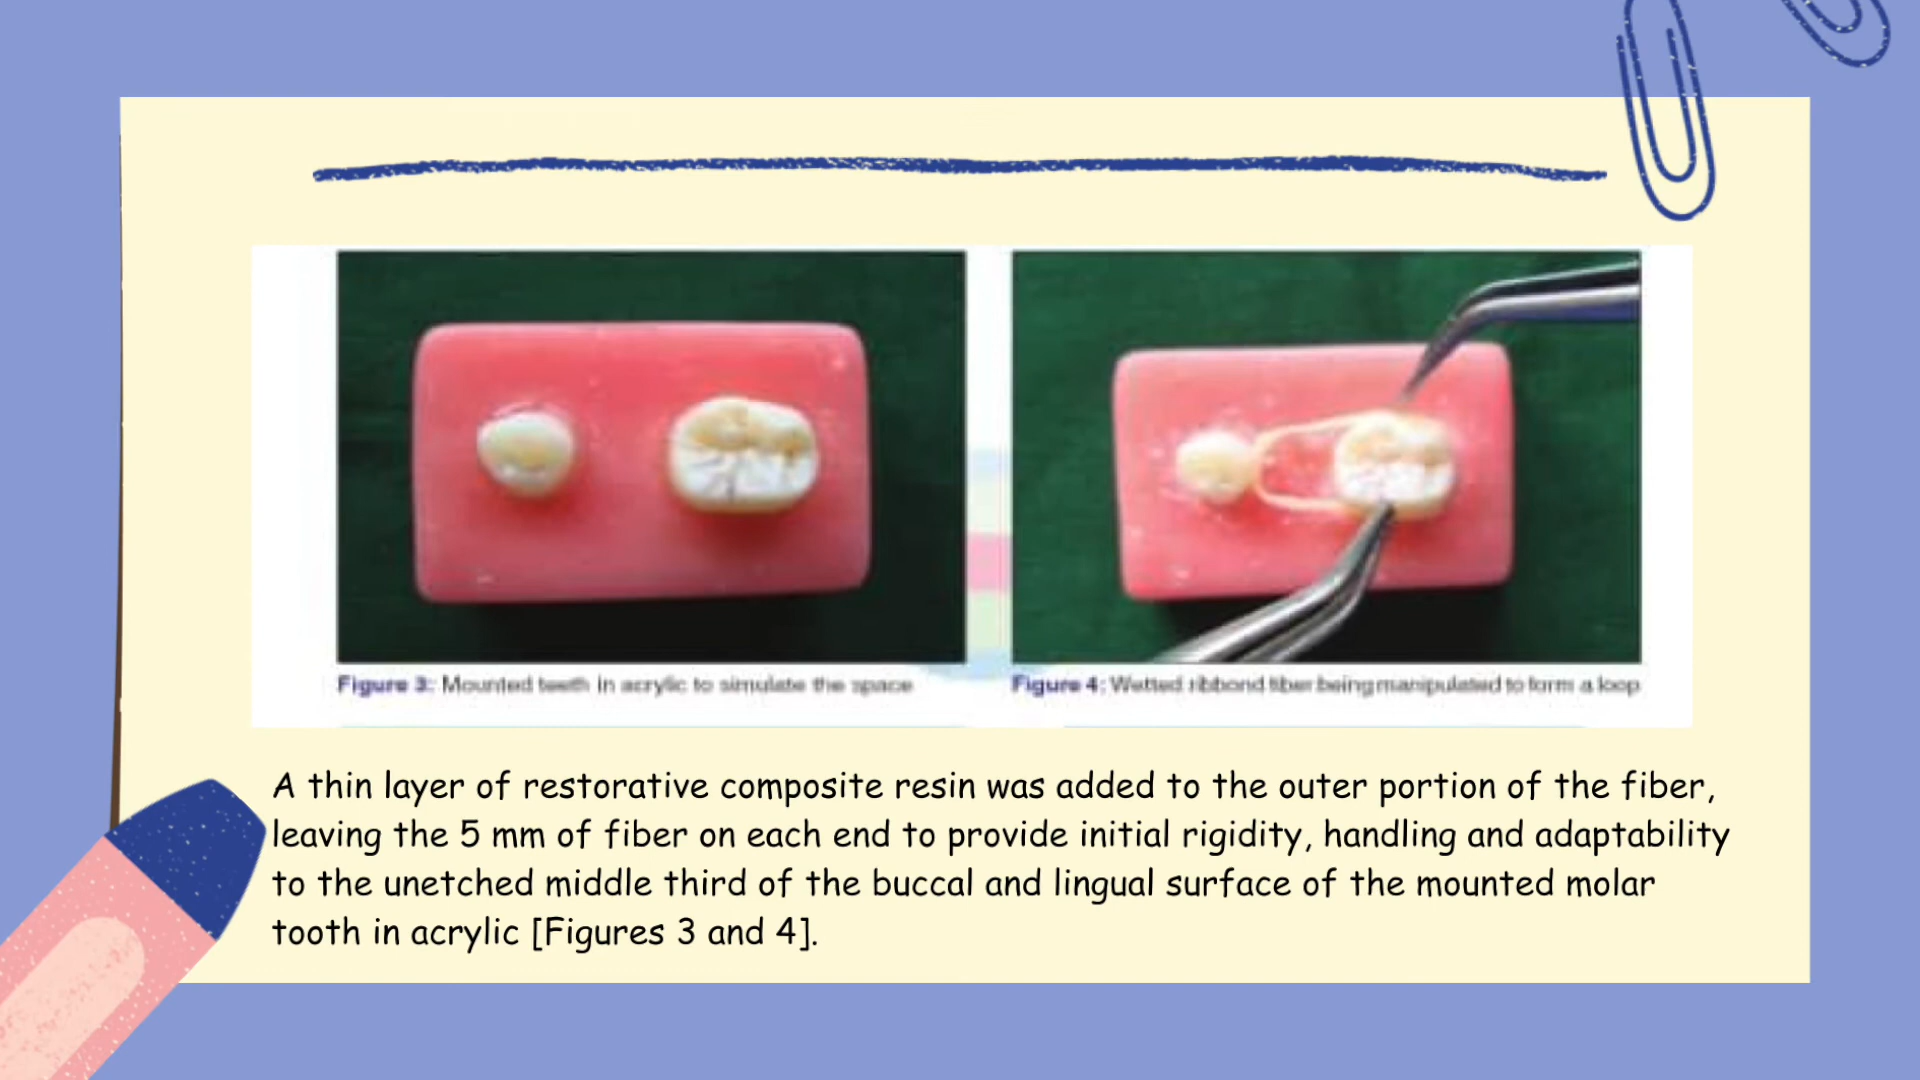 Figure 3: Mounted teeth in acrylic to simulate the space
Figure 4: Wetted ribbond fiber being manipulated to form a loop
A thin layer of restorative composite resin was added to the outer portion of the fiber,
leaving the 5 mm of fiber on each end to provide initial rigidity, handling and adaptability
to the unetched middle third of the buccal and lingual surface of the mounted molar
tooth in acrylic [Figures 3 and 4].